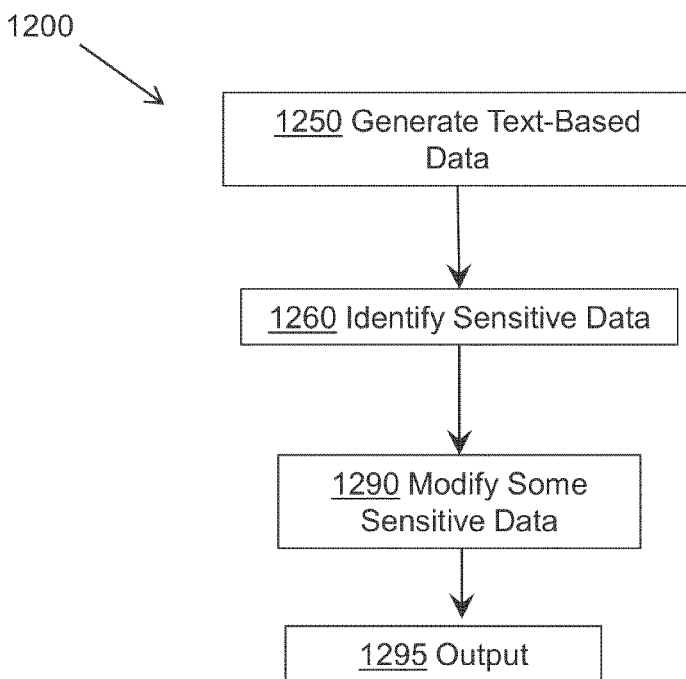 1200
1250 Generate Text-Based
Data
1260 Identify Sensitive Data
1290 Modify Some
Sensitive Data
1295 Output